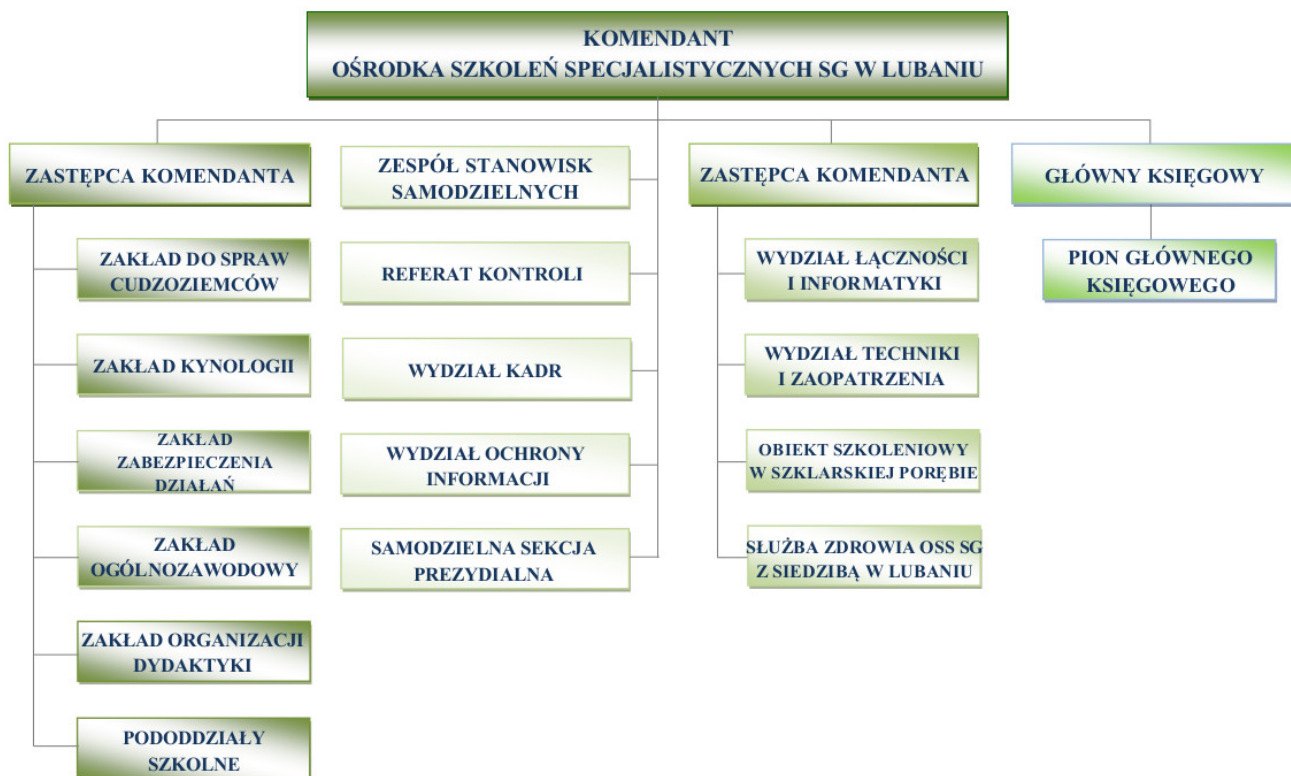 KOMENDANT
OŚRODKA SZKOLEŃ SPECJALISTYCZNYCH SG W LUBANIU
ZASTĘPCA KOMENDANTA
ZAKŁAD DO SPRAW
CUDZOZIEMCÓW
ZAKŁAD KYNOLOGII
ZAKŁAD
ZABEZPIECZENIA
DZIAŁAŃ
ZAKŁAD
OGÓLNOZAWODOWY
ZAKŁAD ORGANIZACJI
DYDAKTYKI
PODODDZIAŁY
SZKOLNE
ZESPÓŁ STANOWISK
SAMODZIELNYCH
REFERAT KONTROLI
WYDZIAŁ KADR
WYDZIAŁ OCHRONY
INFORMACJI
SAMODZIELNA SEKCJA
PREZYDIALNA
ZASTĘPCA KOMENDANTA
WYDZIAŁ ŁĄCZNOŚCI
I INFORMATYKI
WYDZIAŁ TECHNIKI
I ZAOPATRZENIA
OBIEKT SZKOLENIOWY
W SZKLARSKIEJ PORĘBIE
SŁUŻBA ZDROWIA OSS SG
Z SIEDZIBĄ W LUBANIU
GŁÓWNY KSIĘGOWY
PION GŁÓWNEGO
KSIĘGOWEGO